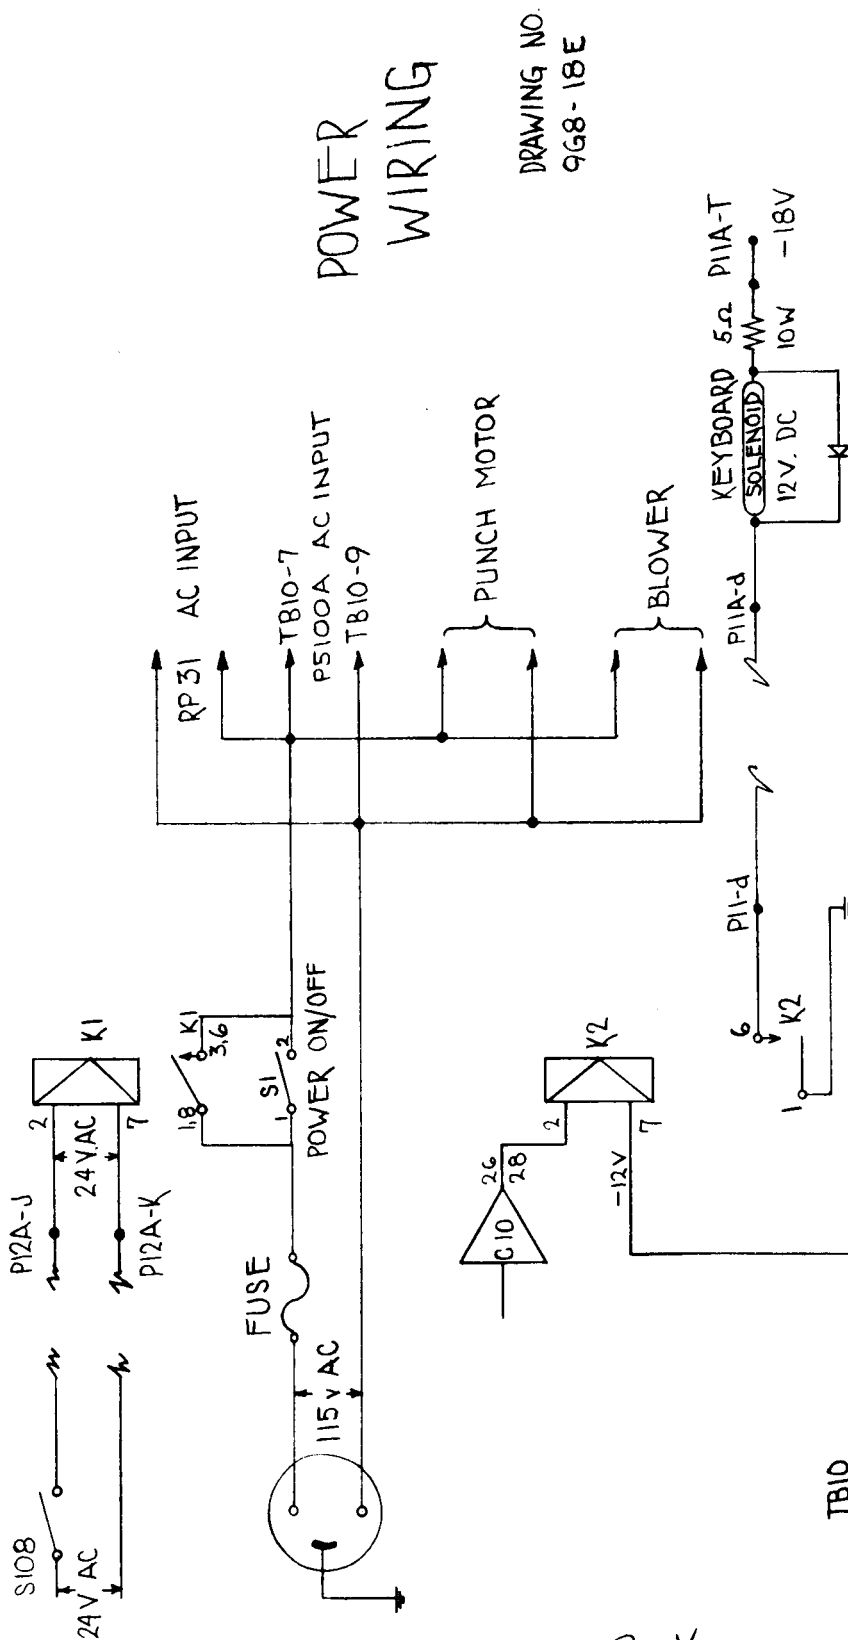 POWER
WIRING
DRAWING NO.
9G8-18E
S108
24V AC
P12A-J
P12A-K
24V.AC
2
7
K1
1,8
K1
3,6
S1
1
2
POWER ON/OFF
FUSE
115V AC
RP31 AC INPUT
TB10-7
P5100A AC INPUT
TB10-9
PUNCH MOTOR
BLOWER
C10
26
28
2
7
-12V
K2
1
6
K2
P11-d
P11A-d
KEYBOARD
SOLENOID
12V. DC
5Ω
10W
P11A-T
-18V
TB10